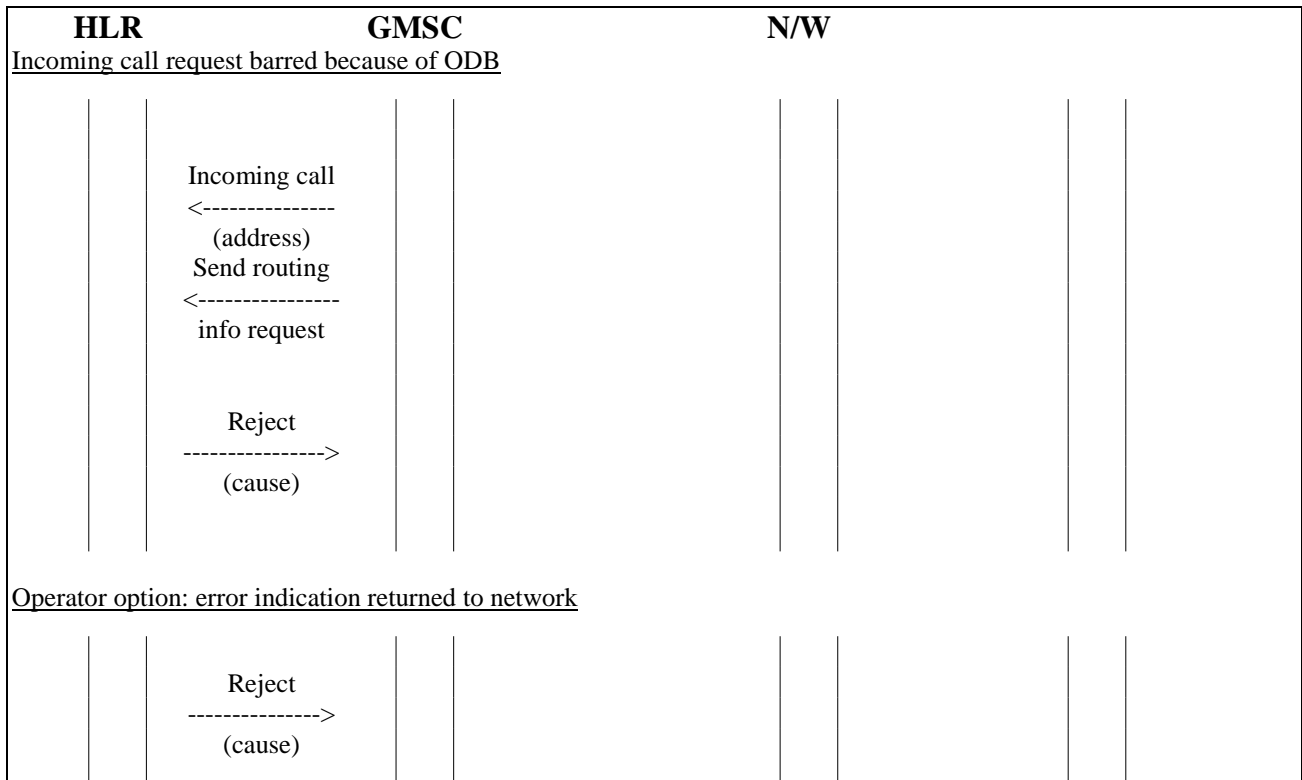 HLR GMSC N/W
Incoming call request barred because of ODB
Incoming call
<---------------
(address)
Send routing
<----------------
info request
Reject
---------------->
(cause)
Operator option: error indication returned to network
Reject
--------------->
(cause)